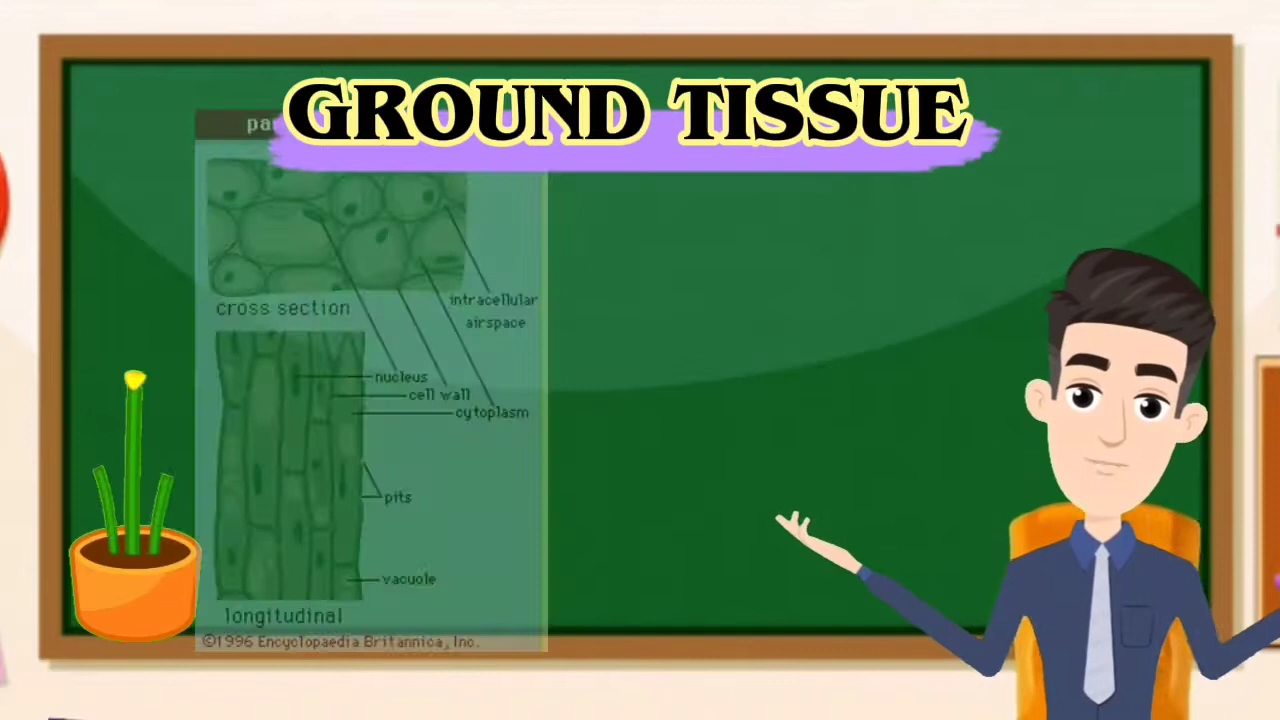 GROUND TISSUE
cross section
intracellular
airspace
nucleus
cell wall
cytoplasm
pits
vacuole
longitudinal
©1996 Encyclopaedia Britannica, Inc.